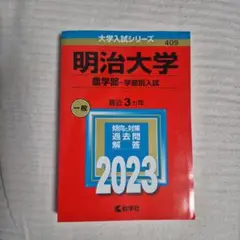 大学入試シリーズ
409
明治大学
農学部-学部別入試
一般
最近3カ年
傾向と対策
過去問
解答
2023
教学社